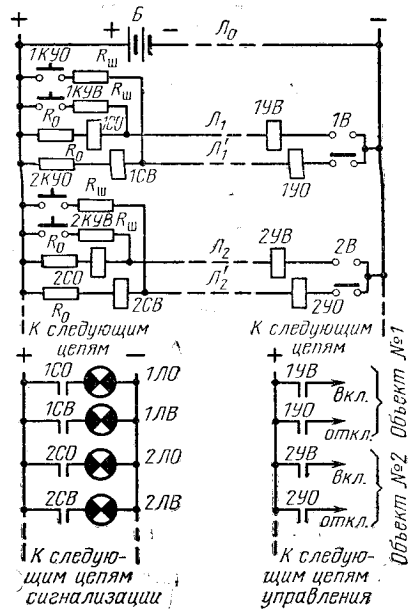 + + Б - Л₀ -
1КУО Rш
1КУВ Rш
R₀ 1СО Л₁ 1УВ 1В
R₀ 1СВ Л₁' 1УО
2КУО Rш
2КУВ Rш
R₀ 2СО Л₂ 2УВ 2В
R₀ 2СВ Л₂' 2УО
К следующим
цепям
К следующим
цепям
+ -
1СО 1ЛО
1СВ 1ЛВ
2СО 2ЛО
2СВ 2ЛВ
К следую-
щим цепям
сигнализации
+
1УВ вкл.
1УО откл.
Объект №1
2УВ вкл.
2УО откл.
Объект №2
К следую-
щим цепям
управления